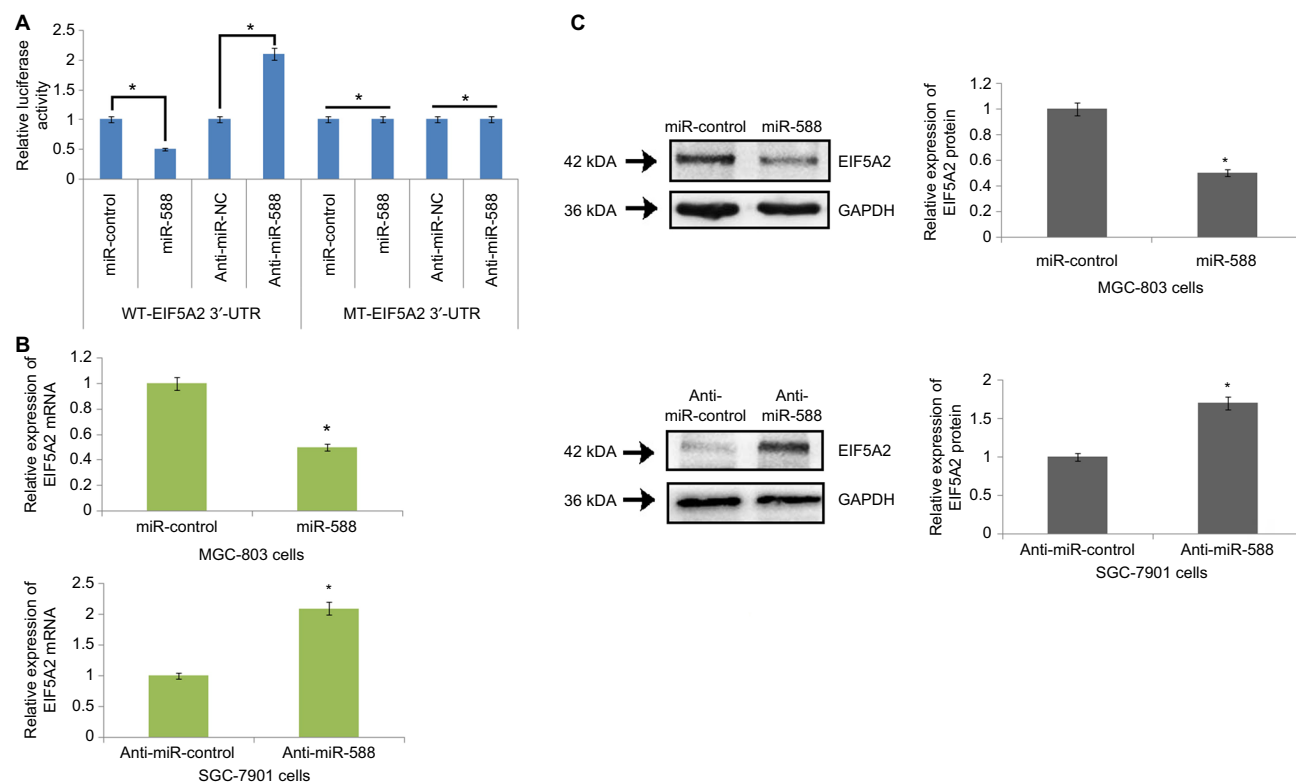 A
Relative luciferase
activity
2.5
2
1.5
1
0.5
0
*
*
*
*
miR-control
miR-588
Anti-miR-NC
Anti-miR-588
miR-control
miR-588
Anti-miR-NC
Anti-miR-588
WT-EIF5A2 3′-UTR
MT-EIF5A2 3′-UTR
B
Relative expression of
EIF5A2 mRNA
1.2
1
0.8
0.6
0.4
0.2
0
*
miR-control
miR-588
MGC-803 cells
Relative expression of
EIF5A2 mRNA
2.5
2
1.5
1
0.5
0
*
Anti-miR-control
Anti-miR-588
SGC-7901 cells
C
miR-control miR-588
42 kDA
EIF5A2
36 kDA
GAPDH
Relative expression of
EIF5A2 protein
1.2
1
0.8
0.6
0.4
0.2
0
*
miR-control
miR-588
MGC-803 cells
Anti-
miR-control
Anti-
miR-588
42 kDA
EIF5A2
36 kDA
GAPDH
Relative expression of
EIF5A2 protein
2
1.5
1
0.5
0
*
Anti-miR-control
Anti-miR-588
SGC-7901 cells